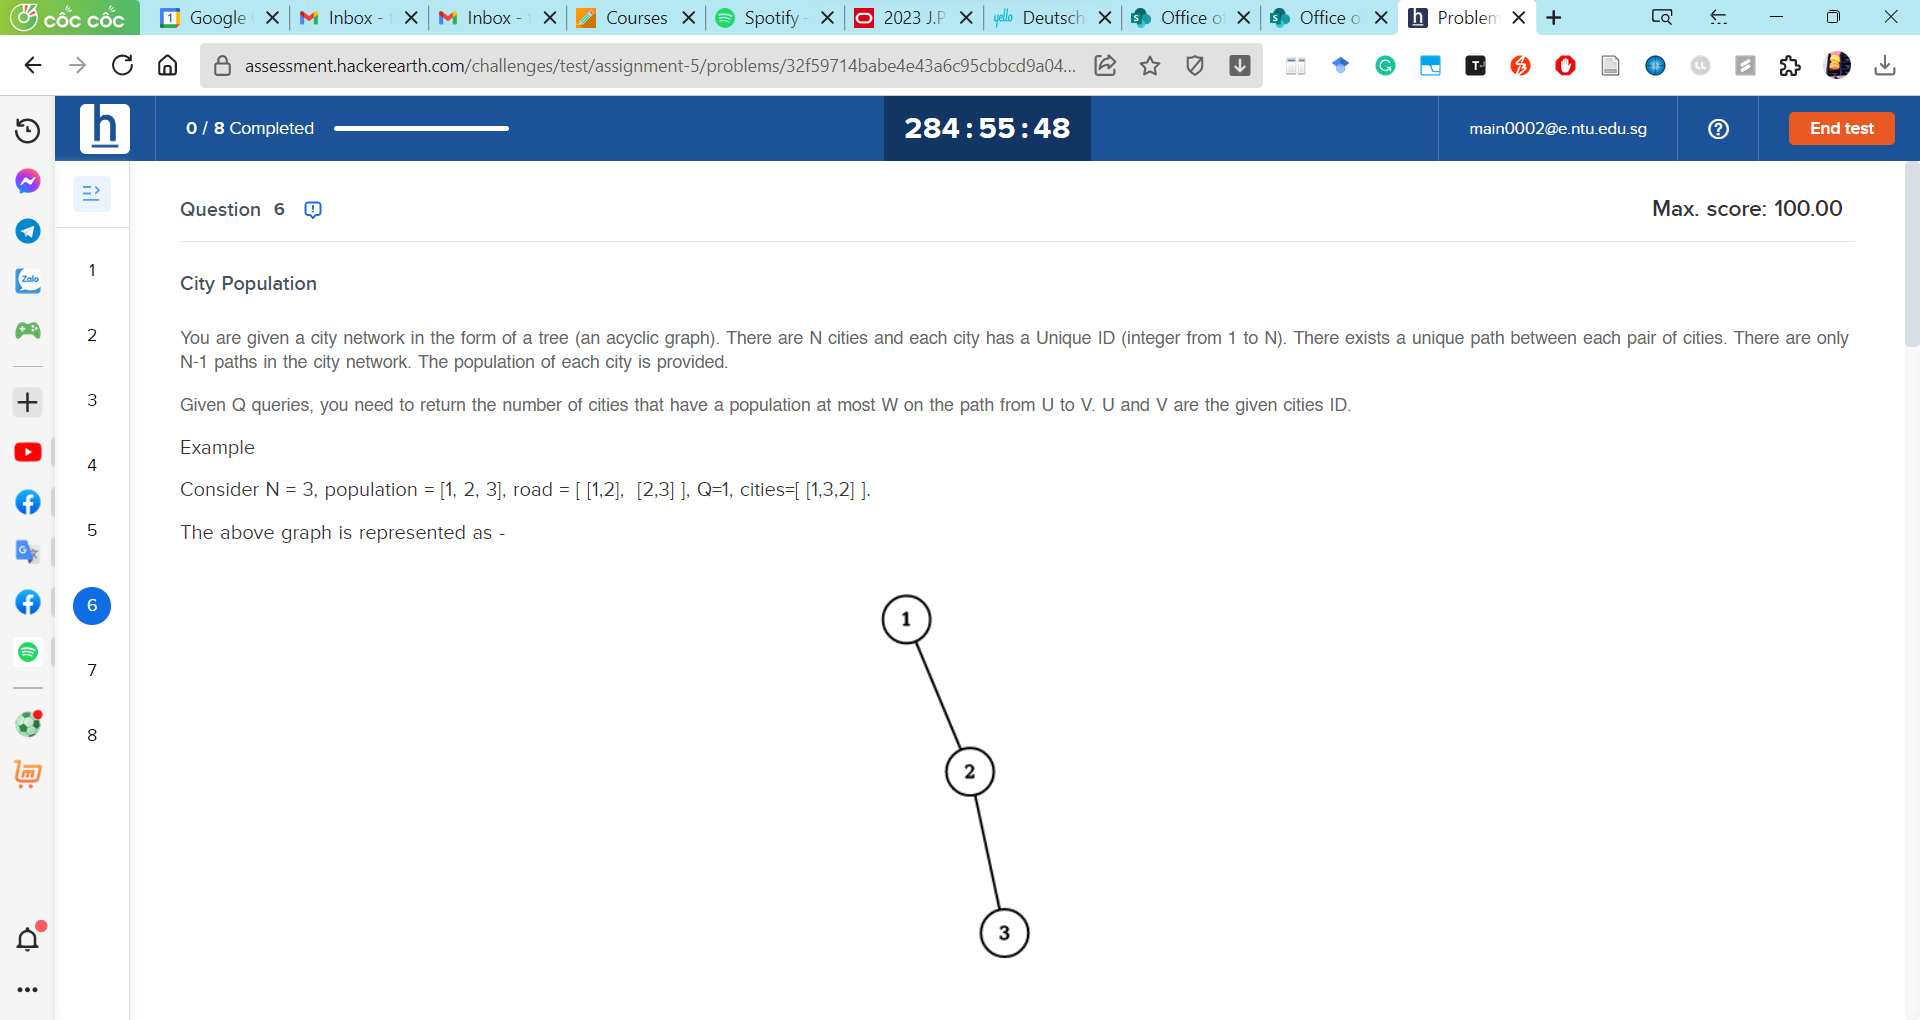 cốc cốc
Google
Inbox -
Inbox -
Courses
Spotify -
2023 J.P
yello Deutsch
Office o
Office o
Problem
assessment.hackerearth.com/challenges/test/assignment-5/problems/32f59714babe4e43a6c95cbbcd9a04...
h
0 / 8 Completed
284:55:48
main0002@e.ntu.edu.sg
End test
Zalo
Question 6
Max. score: 100.00
1
2
3
4
5
6
7
8
City Population
You are given a city network in the form of a tree (an acyclic graph). There are N cities and each city has a Unique ID (integer from 1 to N). There exists a unique path between each pair of cities. There are only
N-1 paths in the city network. The population of each city is provided.
Given Q queries, you need to return the number of cities that have a population at most W on the path from U to V. U and V are the given cities ID.
Example
Consider N = 3, population = [1, 2, 3], road = [ [1,2], [2,3] ], Q=1, cities=[ [1,3,2] ].
The above graph is represented as -
1
2
3